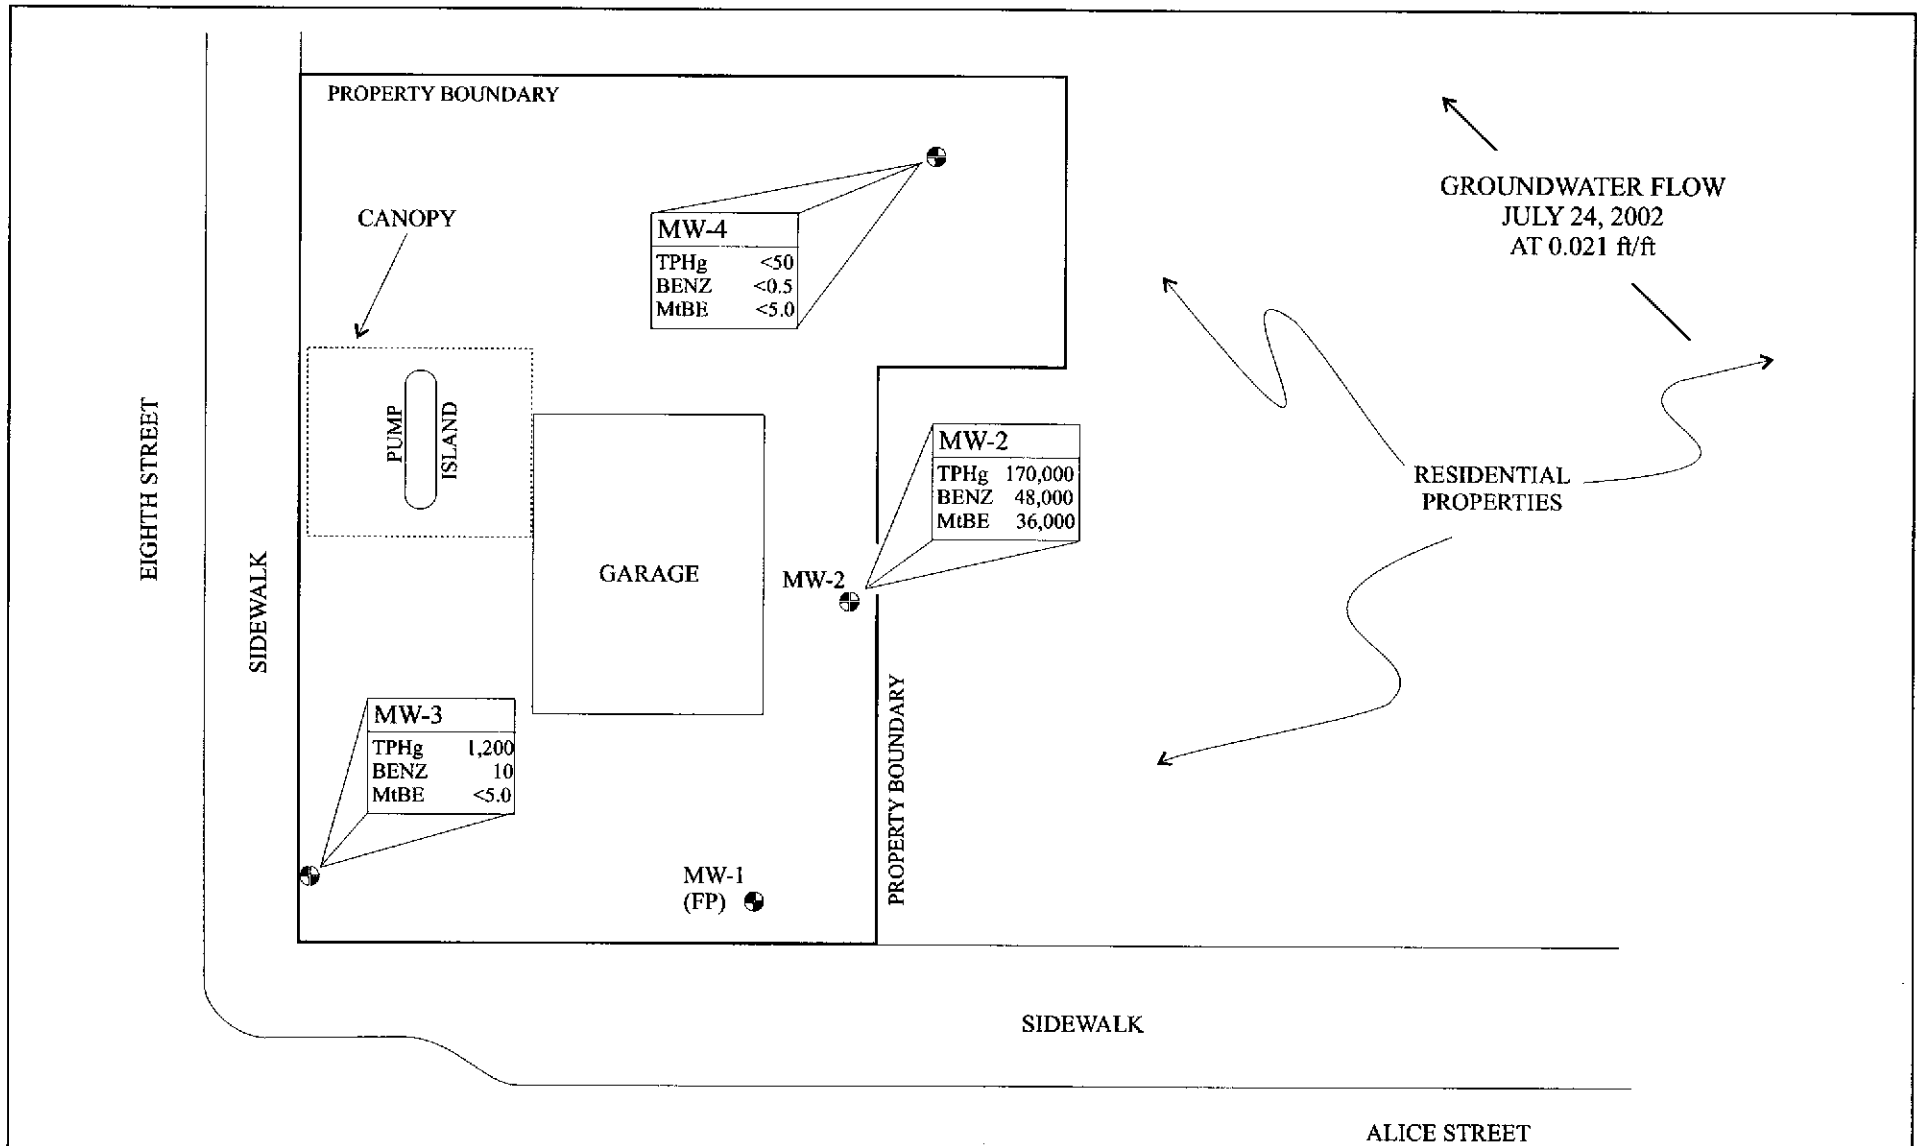 PROPERTY BOUNDARY
CANOPY
MW-4
TPHg <50
BENZ <0.5
MtBE <5.0
GROUNDWATER FLOW
JULY 24, 2002
AT 0.021 ft/ft
EIGHTH STREET
SIDEWALK
PUMP
ISLAND
GARAGE
MW-2
TPHg 170,000
BENZ 48,000
MtBE 36,000
MW-2
RESIDENTIAL
PROPERTIES
PROPERTY BOUNDARY
MW-3
TPHg 1,200
BENZ 10
MtBE <5.0
MW-1
(FP)
SIDEWALK
ALICE STREET